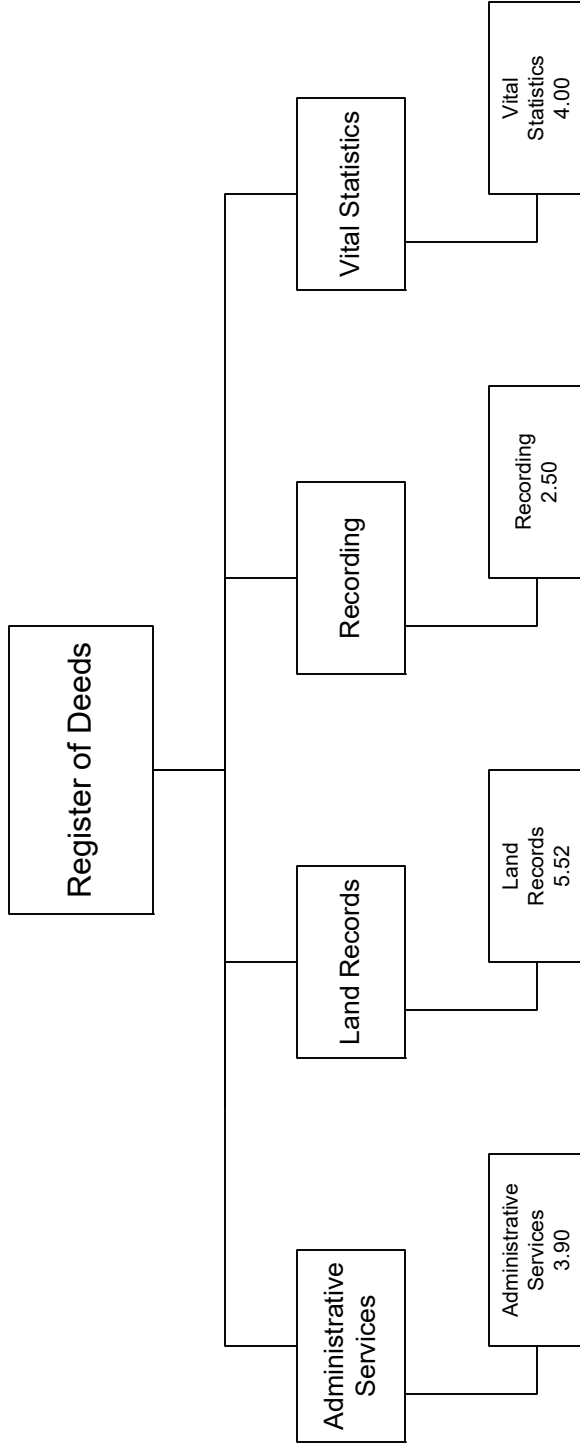 Register of Deeds
Administrative
Services
Land Records
Recording
Vital Statistics
Administrative
Services
3.90
Land
Records
5.52
Recording
2.50
Vital
Statistics
4.00